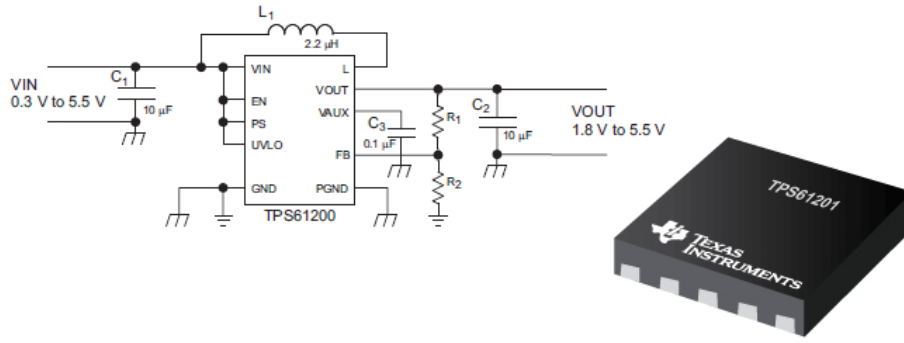 L1
2.2 µH
VIN
0.3 V to 5.5 V
C1
10 µF
VIN
EN
PS
UVLO
GND
L
VOUT
VAUX
FB
PGND
TPS61200
C3
0.1 µF
R1
R2
C2
10 µF
VOUT
1.8 V to 5.5 V
TPS61201
TEXAS
INSTRUMENTS